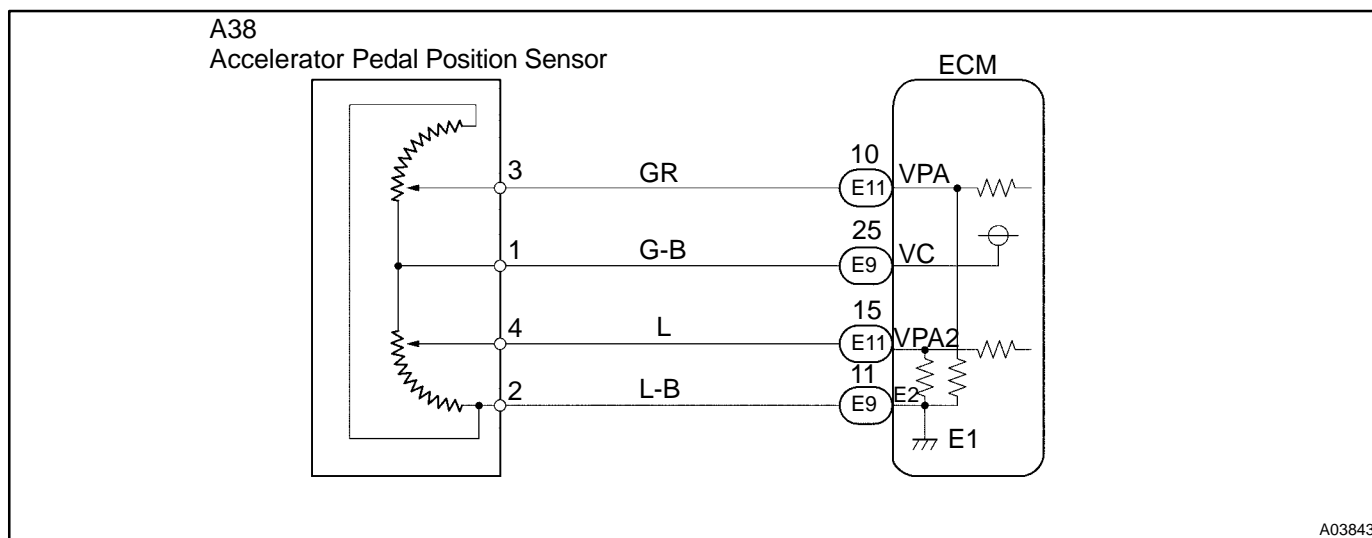 A38
Accelerator Pedal Position Sensor
ECM
3
GR
10
E11
VPA
1
G-B
25
E9
VC
4
L
15
E11
VPA2
2
L-B
11
E9
E2
E1
A03843